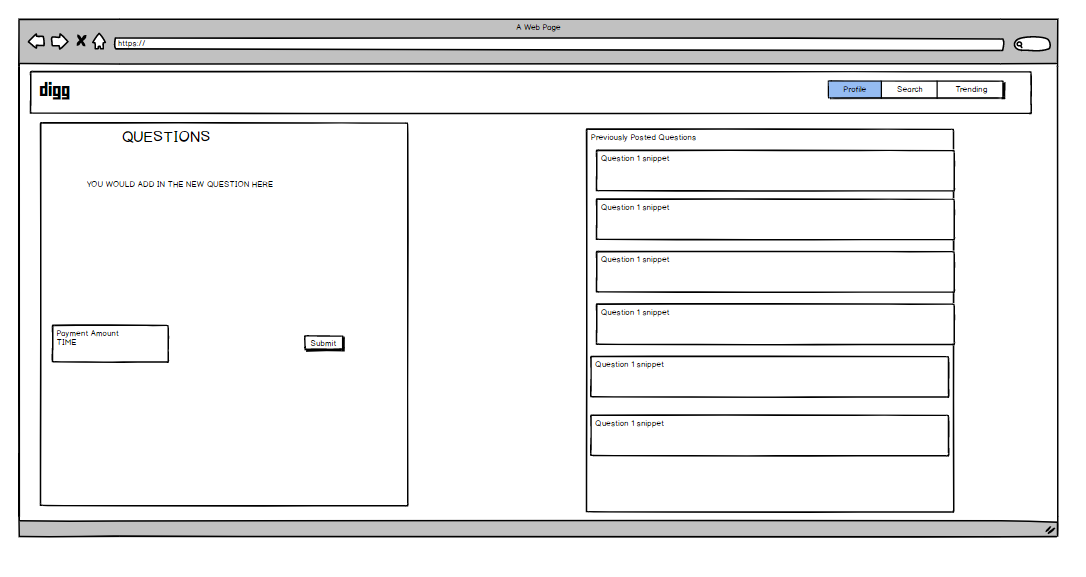 A Web Page
https://
digg
Profile Search Trending
QUESTIONS
YOU WOULD ADD IN THE NEW QUESTION HERE
Payment Amount
TIME
Submit
Previously Posted Questions
Question 1 snippet
Question 1 snippet
Question 1 snippet
Question 1 snippet
Question 1 snippet
Question 1 snippet